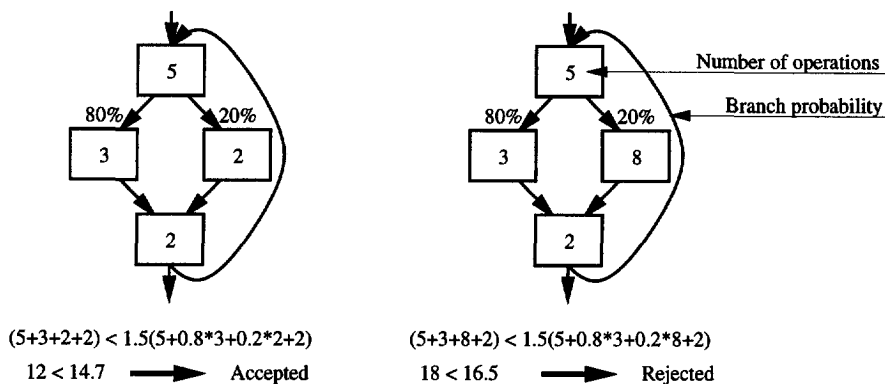 5
80%
20%
3
2
2
(5+3+2+2) < 1.5(5+0.8*3+0.2*2+2)
12 < 14.7 Accepted
5
Number of operations
80%
20%
Branch probability
3
8
2
(5+3+8+2) < 1.5(5+0.8*3+0.2*8+2)
18 < 16.5 Rejected